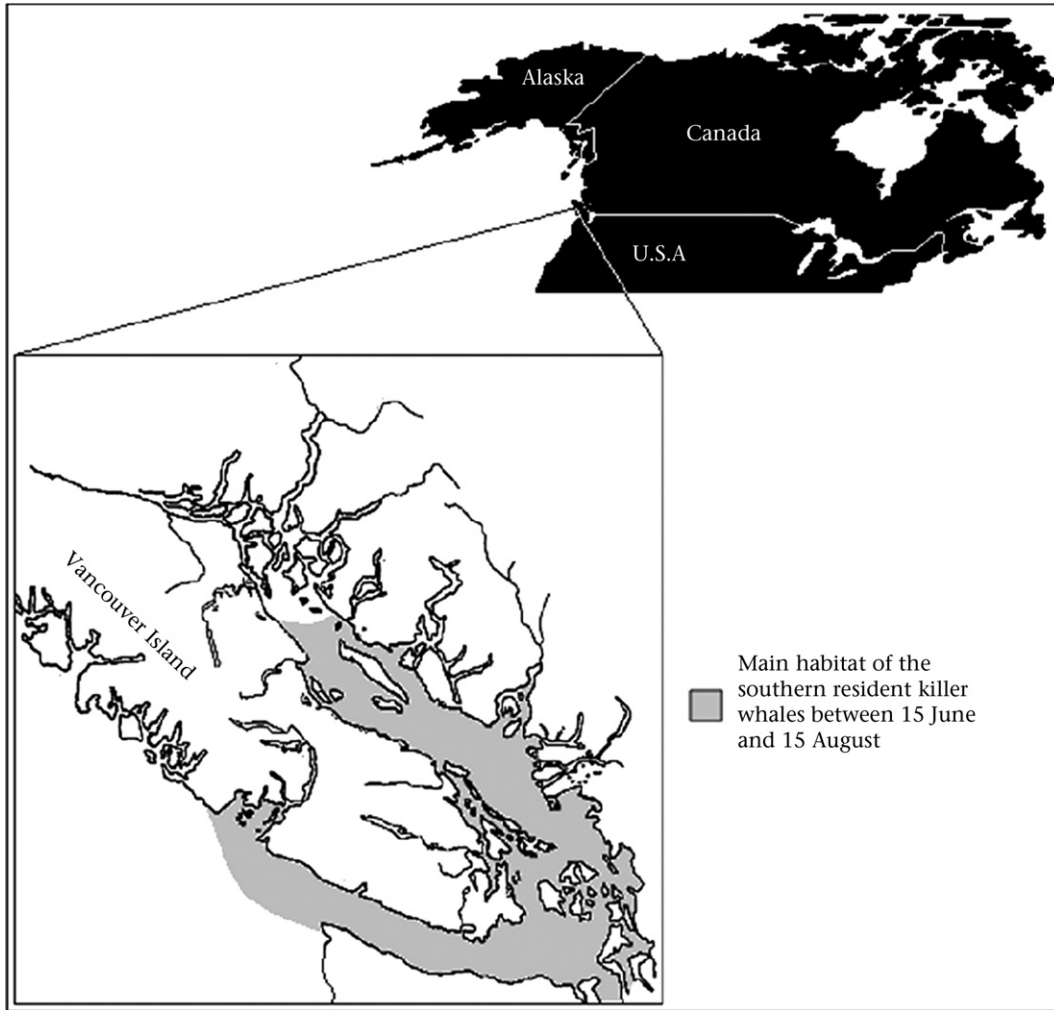 Alaska
Canada
U.S.A
Vancouver Island
Main habitat of the
southern resident killer
whales between 15 June
and 15 August